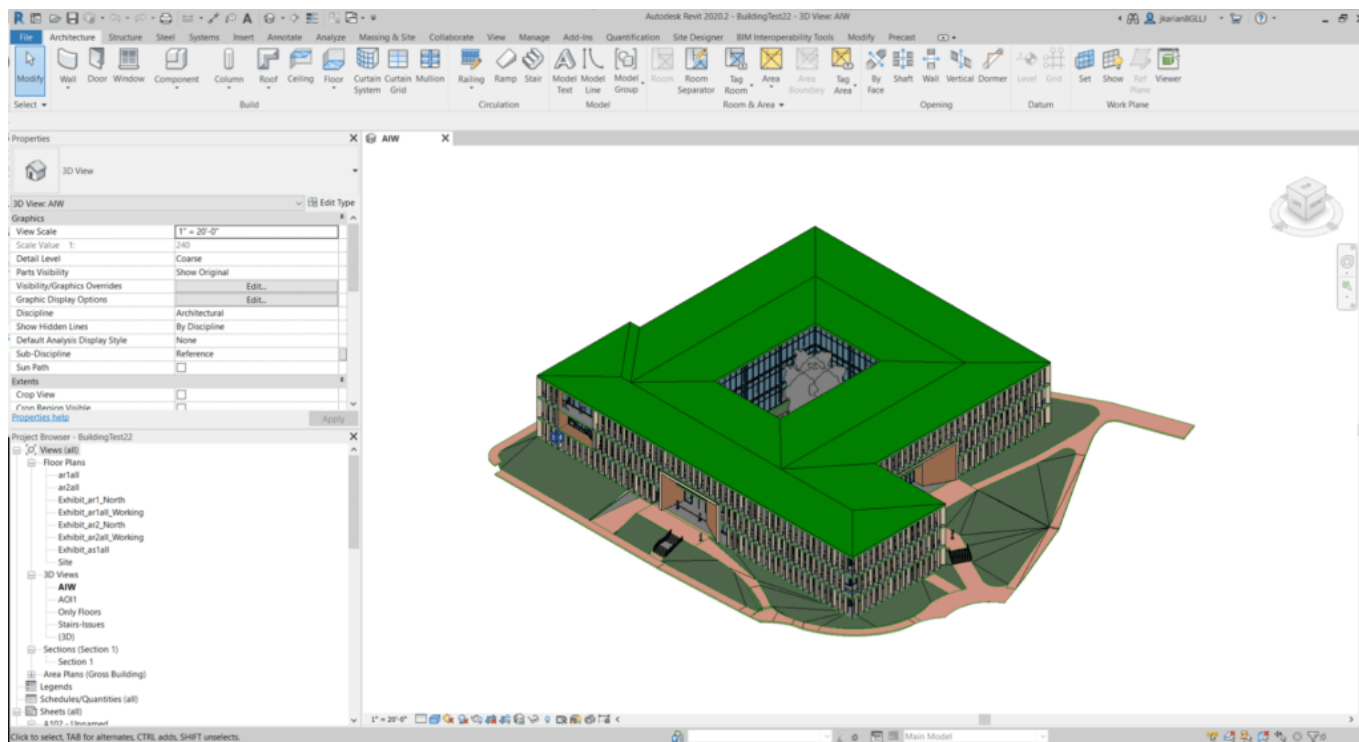 Autodesk Revit 2020.2 - BuildingTest22 - 3D View: AIW
File Architecture Structure Steel Systems Insert Annotate Analyze Massing & Site Collaborate View Manage Add-Ins Quantification Site Designer BIM Interoperability Tools Modify Precast
Modify Wall Door Window Component Column Roof Ceiling Floor Curtain System Curtain Grid Mullion Railing Ramp Stair Model Text Model Line Model Group Room Room Separator Tag Room Area Area Boundary Tag Area By Face Shaft Wall Vertical Dormer Level Grid Set Show Ref Plane Viewer
Select Build Circulation Model Room & Area Opening Datum Work Plane
Properties
AIW
3D View
3D View: AIW Edit Type
Graphics
View Scale 1" = 20'-0"
Scale Value 1: 240
Detail Level Coarse
Parts Visibility Show Original
Visibility/Graphics Overrides Edit...
Graphic Display Options Edit...
Discipline Architectural
Show Hidden Lines By Discipline
Default Analysis Display Style None
Sub-Discipline Reference
Sun Path
Extents
Crop View
Crop Region Visible
Properties help Apply
Project Browser - BuildingTest22
Views (all)
Floor Plans
ar1all
ar2all
Exhibit_ar1_North
Exhibit_ar1all_Working
Exhibit_ar2_North
Exhibit_ar2all_Working
Exhibit_as1all
Site
3D Views
AIW
AOI1
Only Floors
Stairs-Issues
{3D}
Sections (Section 1)
Section 1
Area Plans (Gross Building)
Legends
Schedules/Quantities (all)
Sheets (all)
A102 - Unnamed
1" = 20'-0"
Click to select, TAB for alternates, CTRL adds, SHIFT unselects.
:0 Main Model :0